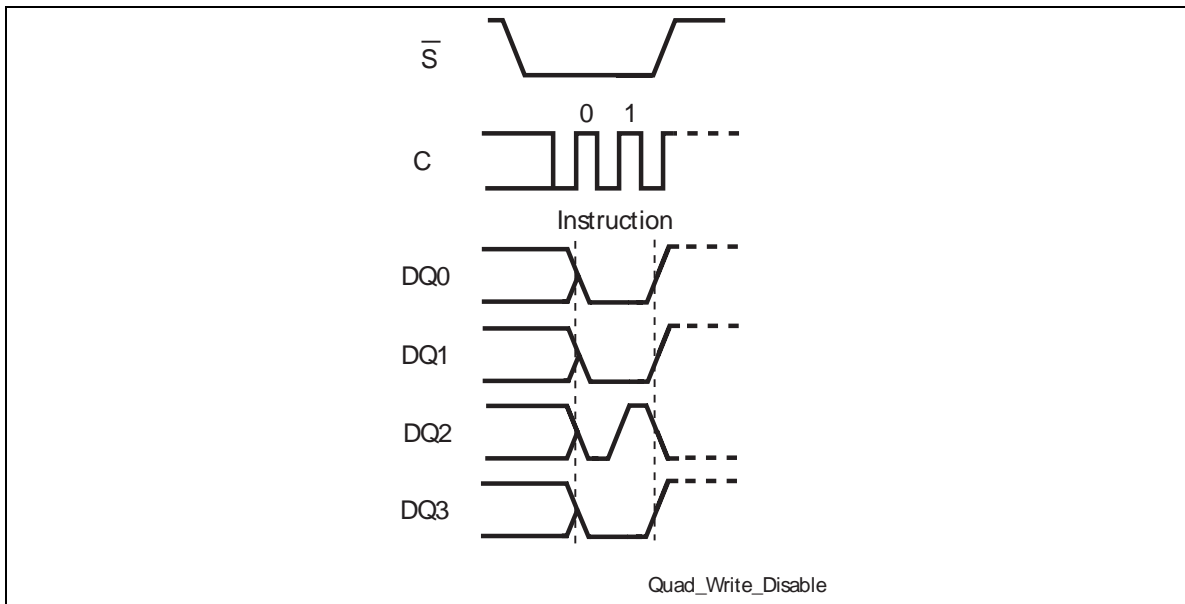 S̅
0 1
C
Instruction
DQ0
DQ1
DQ2
DQ3
Quad_Write_Disable